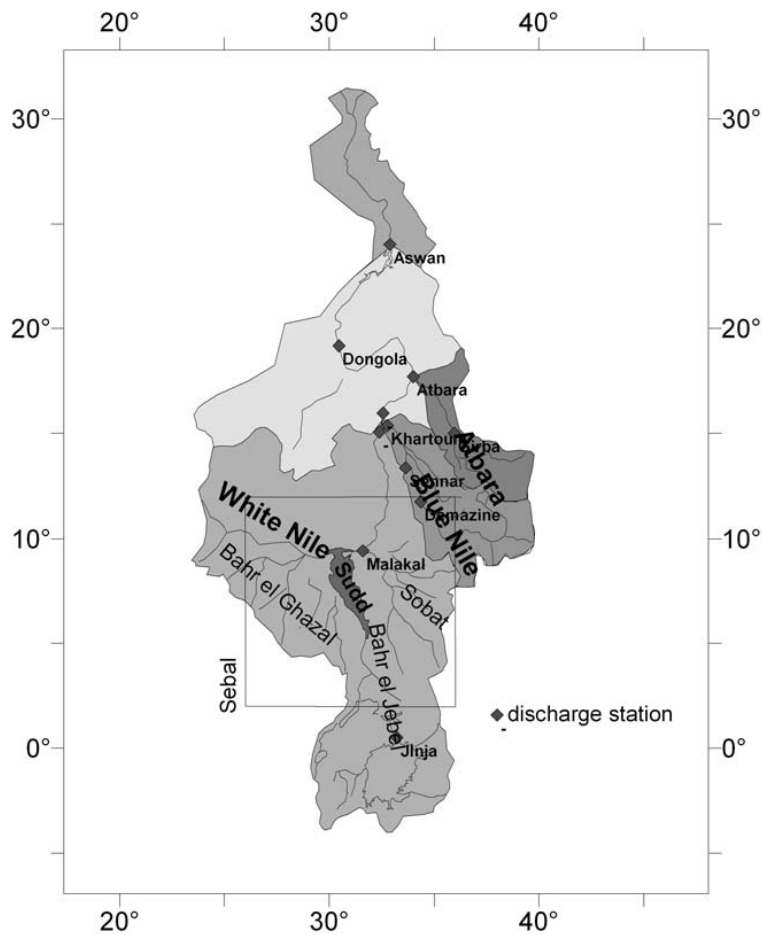 20°
30°
40°
30°
30°
Aswan
20°
20°
Dongola
Atbara
Khartoum
Girpa
Atbara
Sennar
White Nile
Blue Nile
Damazine
10°
10°
Malakal
Bahr el Ghazal
Sudd
Sobat
Bahr el Jebel
Sebal
discharge station
0°
0°
JInja
20°
30°
40°